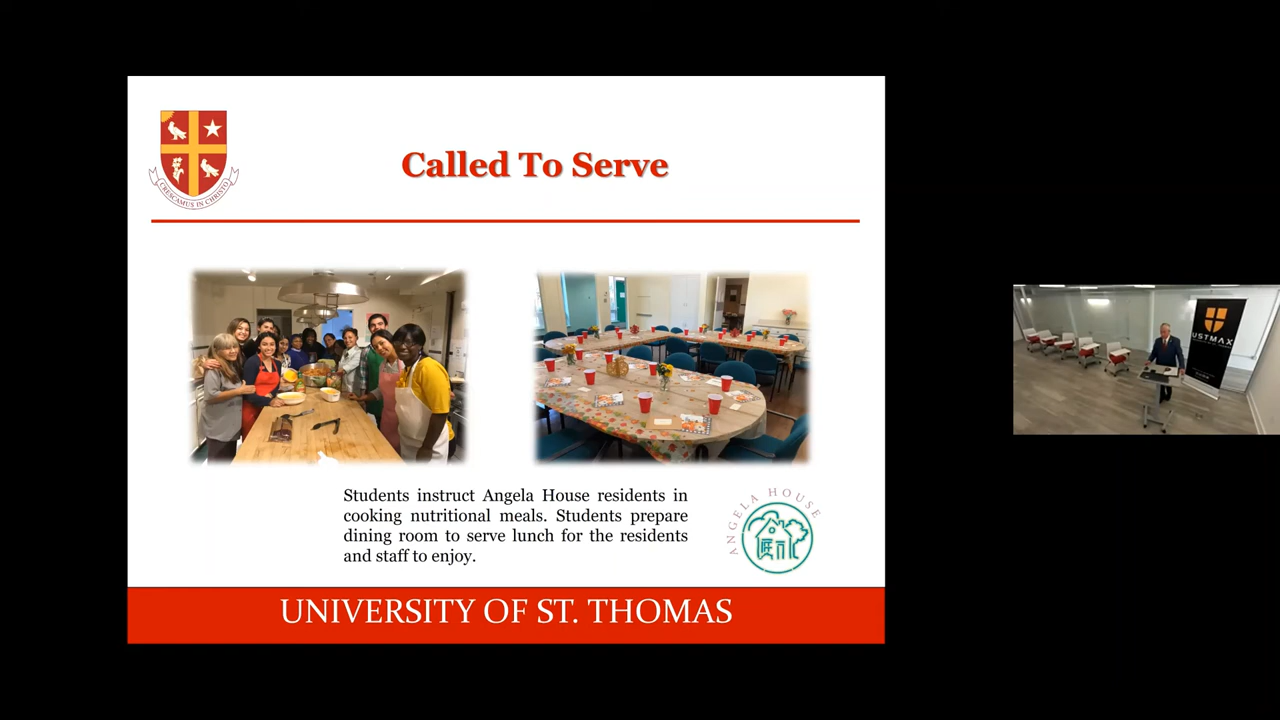 CRESCAMUS IN CHRISTO
Called To Serve
Students instruct Angela House residents in
cooking nutritional meals. Students prepare
dining room to serve lunch for the residents
and staff to enjoy.
ANGELA HOUSE
UNIVERSITY OF ST. THOMAS
USTMAX